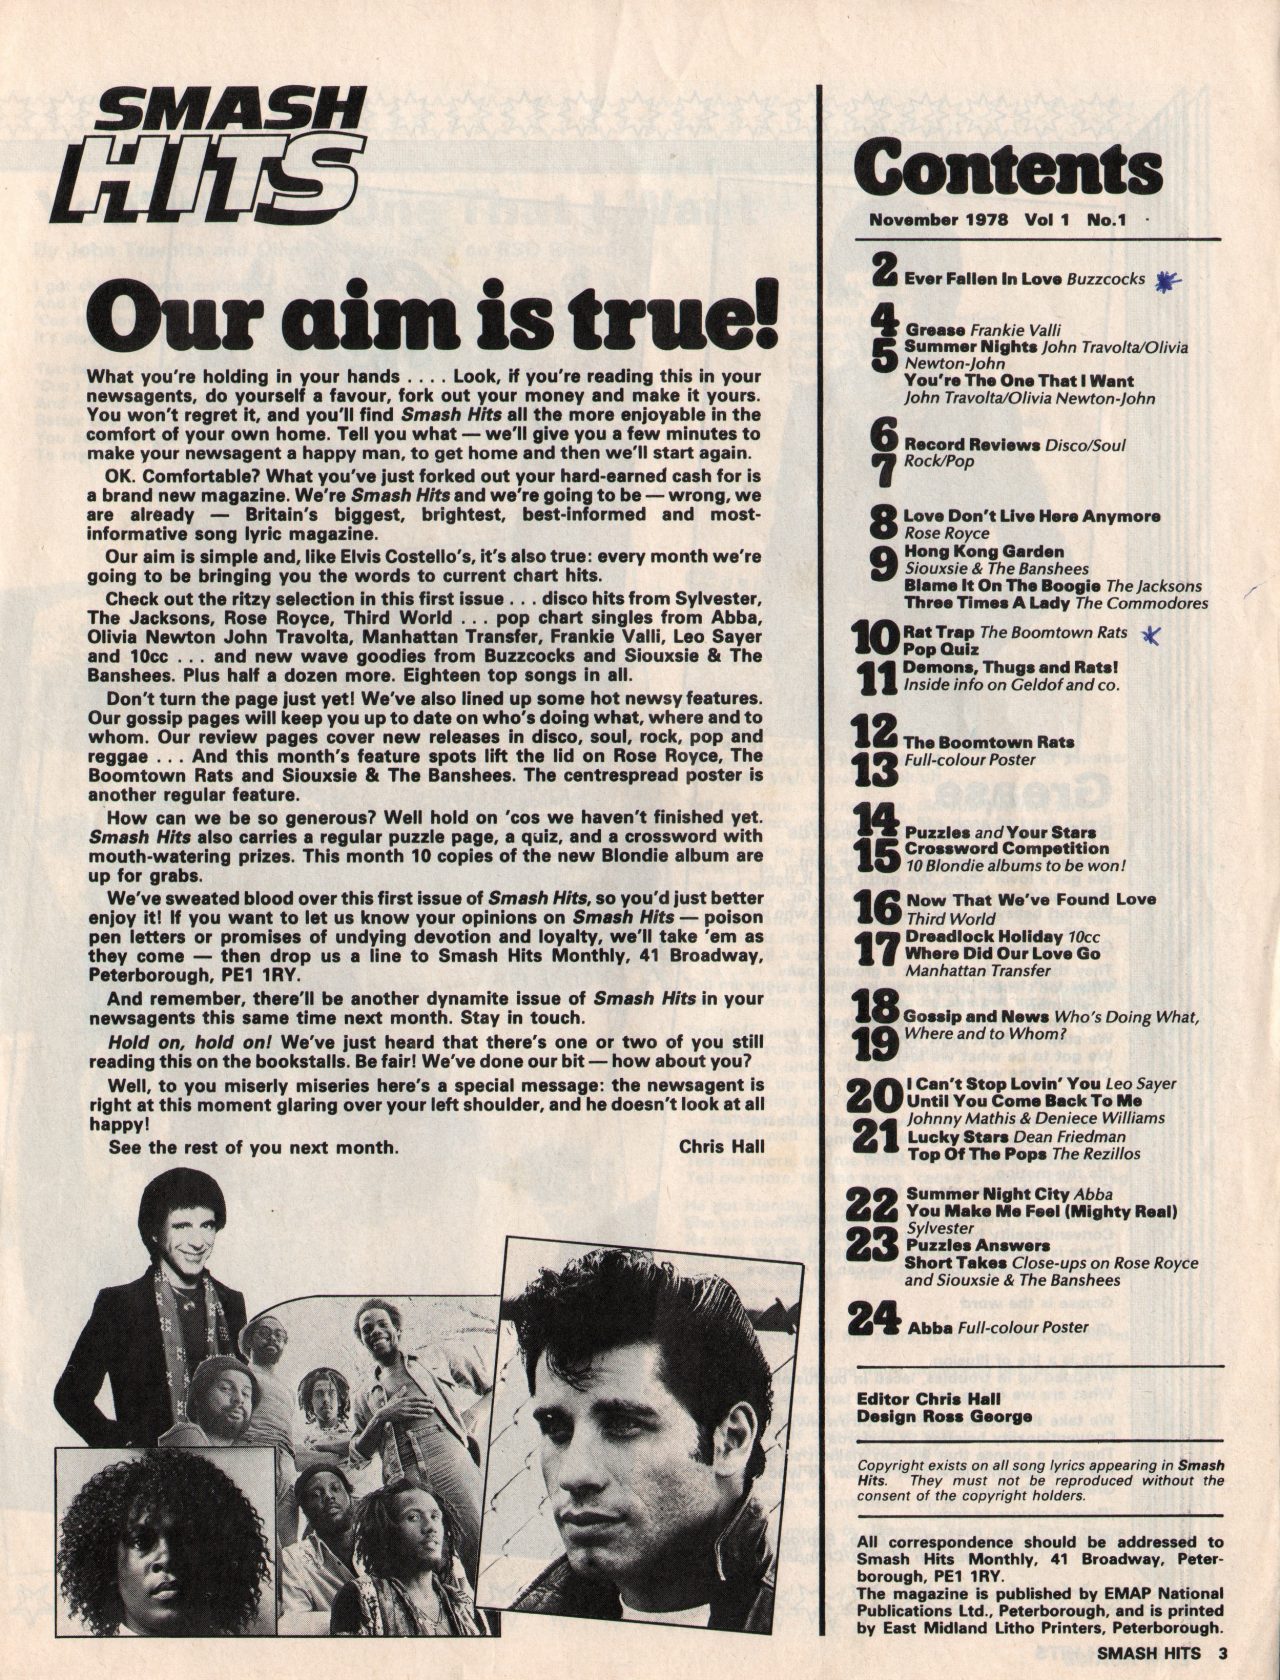 SMASH
HITS
Our aim is true!
What you're holding in your hands . . . . Look, if you're reading this in your
newsagents, do yourself a favour, fork out your money and make it yours.
You won't regret it, and you'll find Smash Hits all the more enjoyable in the
comfort of your own home. Tell you what — we'll give you a few minutes to
make your newsagent a happy man, to get home and then we'll start again.
OK. Comfortable? What you've just forked out your hard-earned cash for is
a brand new magazine. We're Smash Hits and we're going to be — wrong, we
are already — Britain's biggest, brightest, best-informed and most-
informative song lyric magazine.
Our aim is simple and, like Elvis Costello's, it's also true: every month we're
going to be bringing you the words to current chart hits.
Check out the ritzy selection in this first issue . . . disco hits from Sylvester,
The Jacksons, Rose Royce, Third World . . . pop chart singles from Abba,
Olivia Newton John Travolta, Manhattan Transfer, Frankie Valli, Leo Sayer
and 10cc . . . and new wave goodies from Buzzcocks and Siouxsie & The
Banshees. Plus half a dozen more. Eighteen top songs in all.
Don't turn the page just yet! We've also lined up some hot newsy features.
Our gossip pages will keep you up to date on who's doing what, where and to
whom. Our review pages cover new releases in disco, soul, rock, pop and
reggae . . . And this month's feature spots lift the lid on Rose Royce, The
Boomtown Rats and Siouxsie & The Banshees. The centrespread poster is
another regular feature.
How can we be so generous? Well hold on 'cos we haven't finished yet.
Smash Hits also carries a regular puzzle page, a quiz, and a crossword with
mouth-watering prizes. This month 10 copies of the new Blondie album are
up for grabs.
We've sweated blood over this first issue of Smash Hits, so you'd just better
enjoy it! If you want to let us know your opinions on Smash Hits — poison
pen letters or promises of undying devotion and loyalty, we'll take 'em as
they come — then drop us a line to Smash Hits Monthly, 41 Broadway,
Peterborough, PE1 1RY.
And remember, there'll be another dynamite issue of Smash Hits in your
newsagents this same time next month. Stay in touch.
Hold on, hold on! We've just heard that there's one or two of you still
reading this on the bookstalls. Be fair! We've done our bit — how about you?
Well, to you miserly miseries here's a special message: the newsagent is
right at this moment glaring over your left shoulder, and he doesn't look at all
happy!
See the rest of you next month. Chris Hall
Contents
November 1978 Vol 1 No.1
2 Ever Fallen In Love Buzzcocks
4 Grease Frankie Valli
5 Summer Nights John Travolta/Olivia
Newton-John
You're The One That I Want
John Travolta/Olivia Newton-John
6 Record Reviews Disco/Soul
7 Rock/Pop
8 Love Don't Live Here Anymore
Rose Royce
9 Hong Kong Garden
Siouxsie & The Banshees
Blame It On The Boogie The Jacksons
Three Times A Lady The Commodores
10 Rat Trap The Boomtown Rats
Pop Quiz
11 Demons, Thugs and Rats!
Inside info on Geldof and co.
12 The Boomtown Rats
13 Full-colour Poster
14 Puzzles and Your Stars
15 Crossword Competition
10 Blondie albums to be won!
16 Now That We've Found Love
Third World
17 Dreadlock Holiday 10cc
Where Did Our Love Go
Manhattan Transfer
18 Gossip and News Who's Doing What,
19 Where and to Whom?
20 I Can't Stop Lovin' You Leo Sayer
Until You Come Back To Me
Johnny Mathis & Deniece Williams
21 Lucky Stars Dean Friedman
Top Of The Pops The Rezillos
22 Summer Night City Abba
You Make Me Feel (Mighty Real)
Sylvester
23 Puzzles Answers
Short Takes Close-ups on Rose Royce
and Siouxsie & The Banshees
24 Abba Full-colour Poster
Editor Chris Hall
Design Ross George
Copyright exists on all song lyrics appearing in Smash
Hits. They must not be reproduced without the
consent of the copyright holders.
All correspondence should be addressed to
Smash Hits Monthly, 41 Broadway, Peter-
borough, PE1 1RY.
The magazine is published by EMAP National
Publications Ltd., Peterborough, and is printed
by East Midland Litho Printers, Peterborough.
SMASH HITS 3